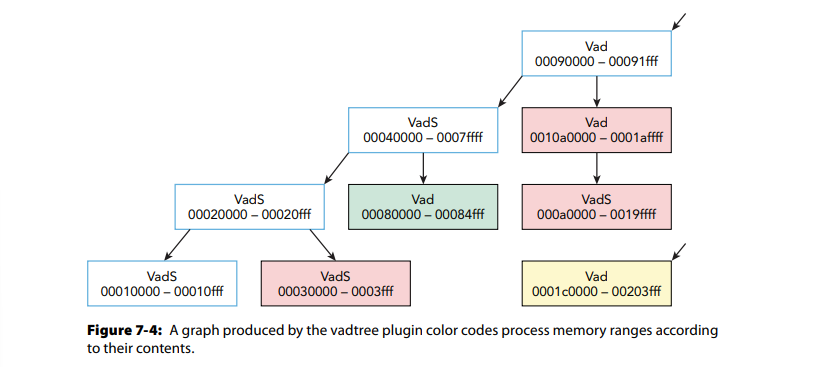 Vad
00090000 – 00091fff
VadS
00040000 – 0007ffff
Vad
0010a0000 – 0001affff
VadS
00020000 – 00020fff
Vad
00080000 – 00084fff
VadS
000a0000 – 0019ffff
VadS
00010000 – 00010fff
VadS
00030000 – 0003ffff
Vad
0001c0000 – 00203fff
Figure 7-4: A graph produced by the vadtree plugin color codes process memory ranges according
to their contents.